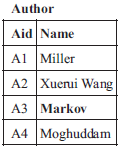 Author
Aid Name
A1 Miller
A2 Xuerui Wang
A3 Markov
A4 Moghuddam